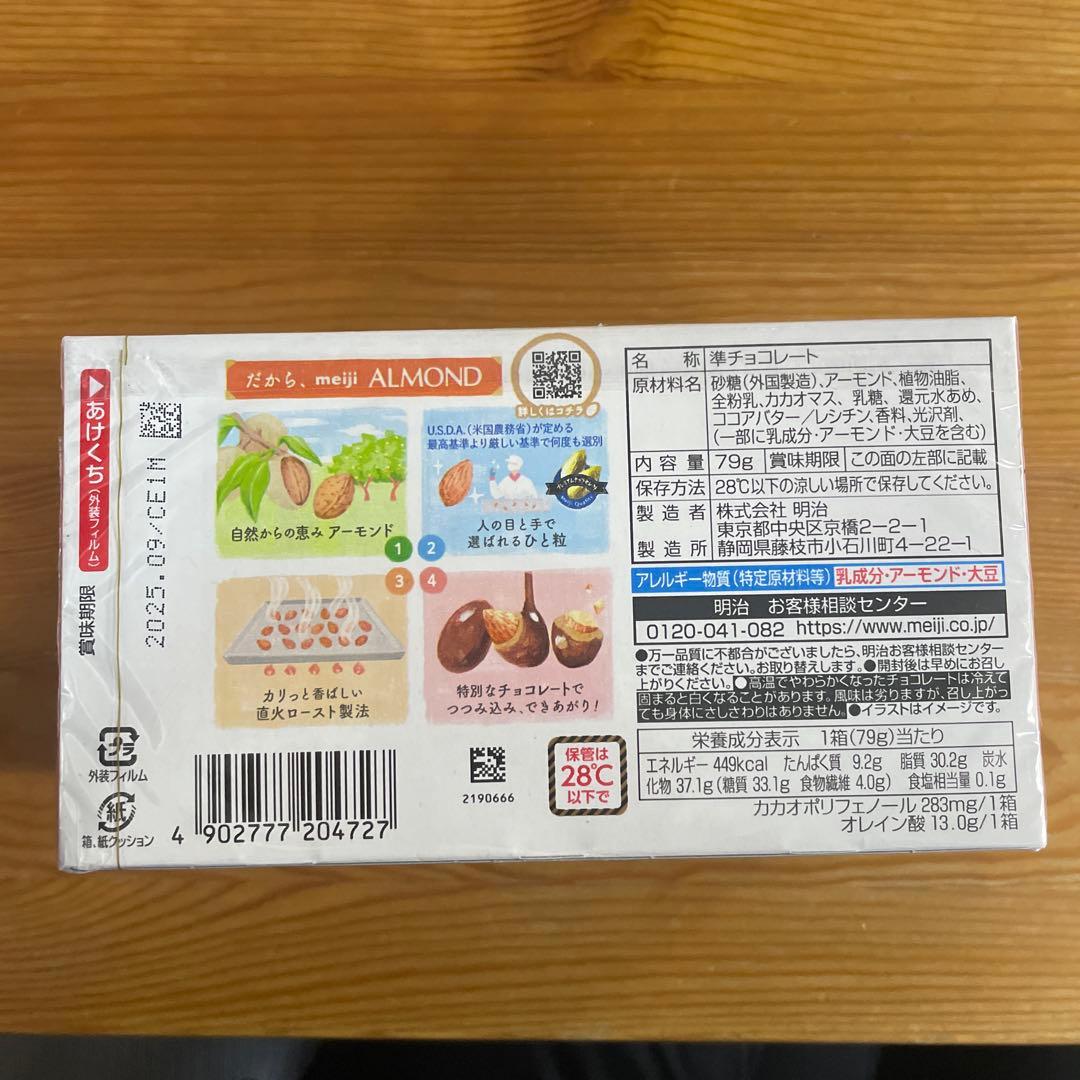 あけくち(外装フィルム)
賞味期限
2025.09/CE1M
外装フィルム
プラ
紙
箱、紙クッション
だから、meiji ALMOND
詳しくはコチラ
自然からの恵み アーモンド
1
U.S.D.A.(米国農務省)が定める
最高基準より厳しい基準で何度も選別
人の目と手で
選ばれるひと粒
2
3
カリっと香ばしい
直火ロースト製法
4
特別なチョコレートで
つつみ込み、できあがり!
4 902777 204727
2190666
保管は
28℃
以下で
名称 準チョコレート
原材料名 砂糖(外国製造)、アーモンド、植物油脂、
全粉乳、カカオマス、乳糖、還元水あめ、
ココアバター/レシチン、香料、光沢剤、
(一部に乳成分・アーモンド・大豆を含む)
内容量 79g 賞味期限 この面の左部に記載
保存方法 28℃以下の涼しい場所で保存してください。
製造者 株式会社 明治
東京都中央区京橋2-2-1
製造所 静岡県藤枝市小石川町4-22-1
アレルギー物質(特定原材料等) 乳成分・アーモンド・大豆
明治 お客様相談センター
0120-041-082 https://www.meiji.co.jp/
●万一品質に不都合がございましたら、明治お客様相談センター
までご連絡ください。お取り替えします。●開封後は早めにお召し
上がりください。●高温でやわらかくなったチョコレートは冷えて
固まると白くなることがあります。風味は劣りますが、召し上がっ
ても身体にさしさわりはありません。●イラストはイメージです。
栄養成分表示 1箱(79g)当たり
エネルギー 449kcal たんぱく質 9.2g 脂質 30.2g 炭水
化物 37.1g(糖質 33.1g 食物繊維 4.0g) 食塩相当量 0.1g
カカオポリフェノール 283mg/1箱
オレイン酸 13.0g/1箱